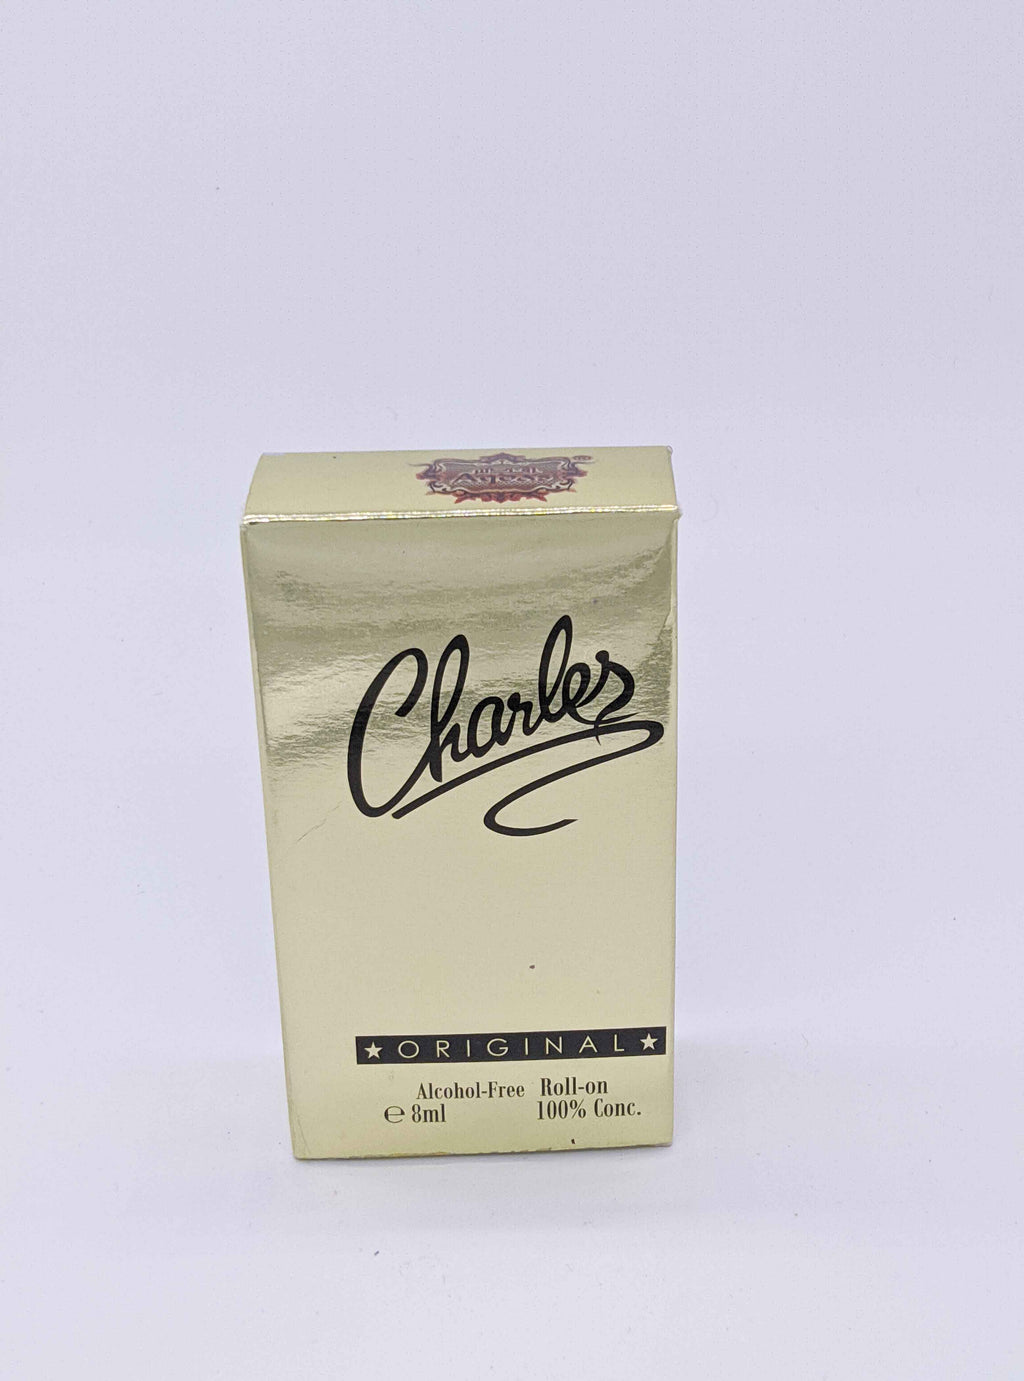 ®
Charles
★ORIGINAL★
Alcohol-Free Roll-on
℮ 8ml 100% Conc.